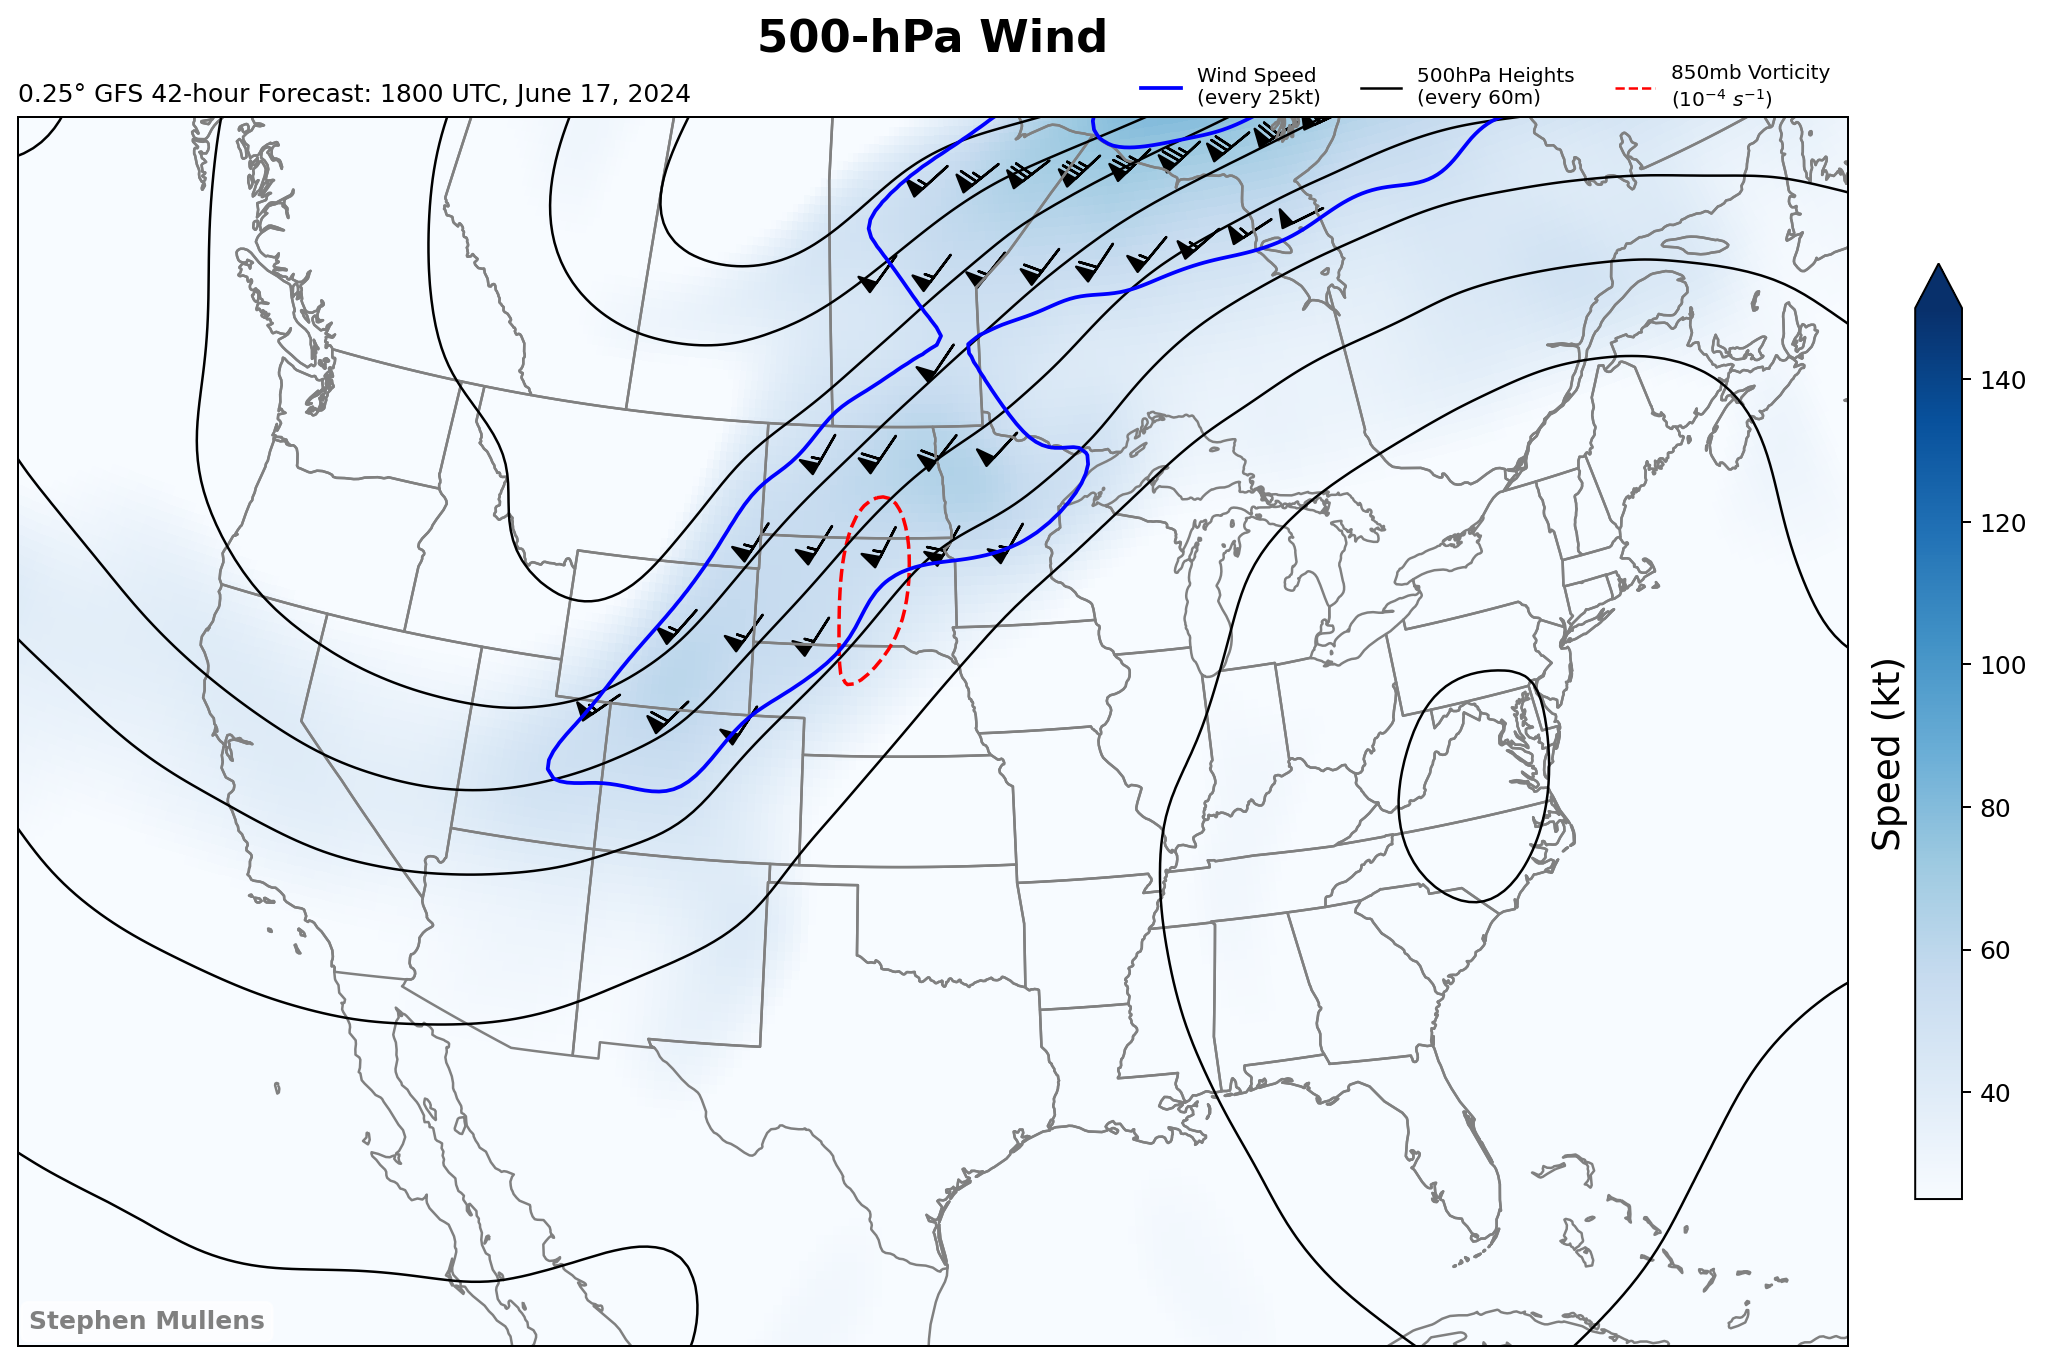 500-hPa Wind
0.25° GFS 42-hour Forecast: 1800 UTC, June 17, 2024
Wind Speed
(every 25kt)
500hPa Heights
(every 60m)
850mb Vorticity
(10⁻⁴ s⁻¹)
140
120
100
80
60
40
Speed (kt)
Stephen Mullens